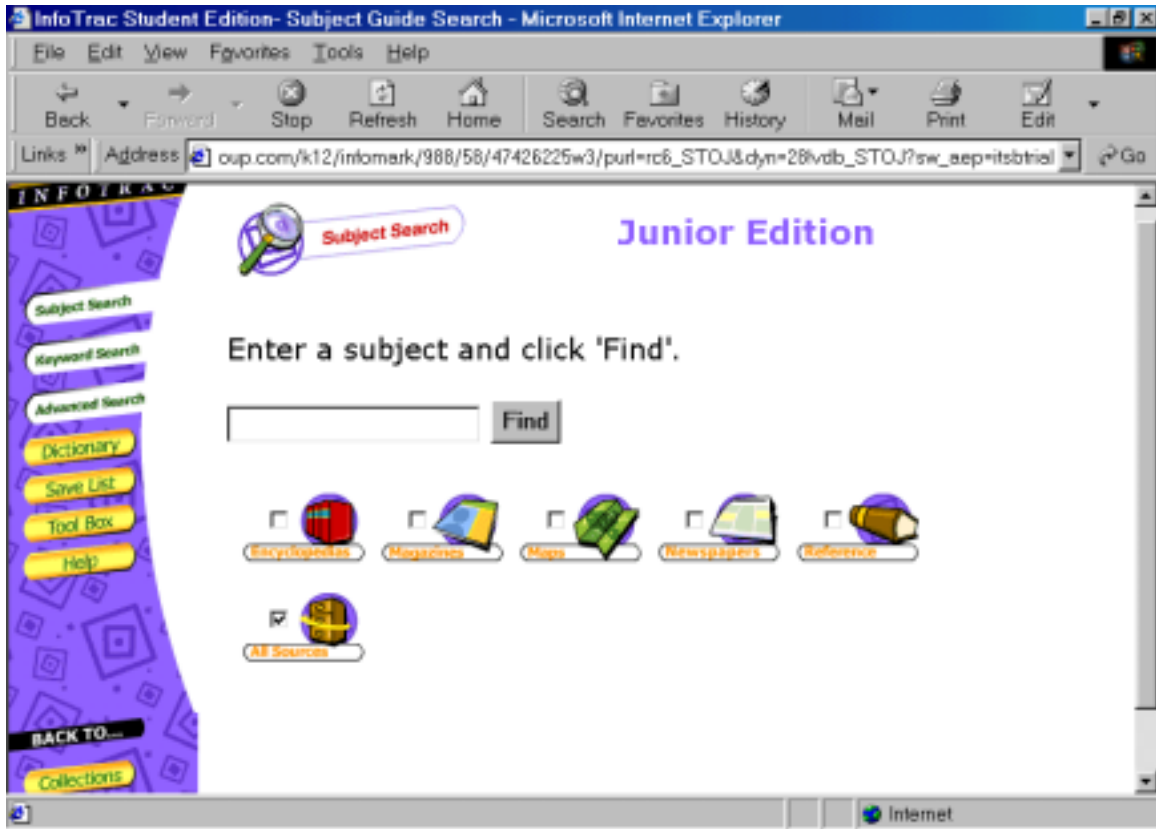 InfoTrac Student Edition- Subject Guide Search - Microsoft Internet Explorer
File Edit View Favorites Tools Help
Back Forward Stop Refresh Home Search Favorites History Mail Print Edit
Links » Address oup.com/k12/infomark/988/58/47426225w3/purl=rc6_STOJ&dyn=28!vdb_STOJ?sw_aep=itsbtrial Go
INFOTRAC
Subject Search
Junior Edition
Subject Search
Keyword Search
Advanced Search
Dictionary
Save List
Tool Box
Help
BACK TO....
Collections
Enter a subject and click 'Find'.
Find
Encyclopedias Magazines Maps Newspapers Reference
All Sources
Internet